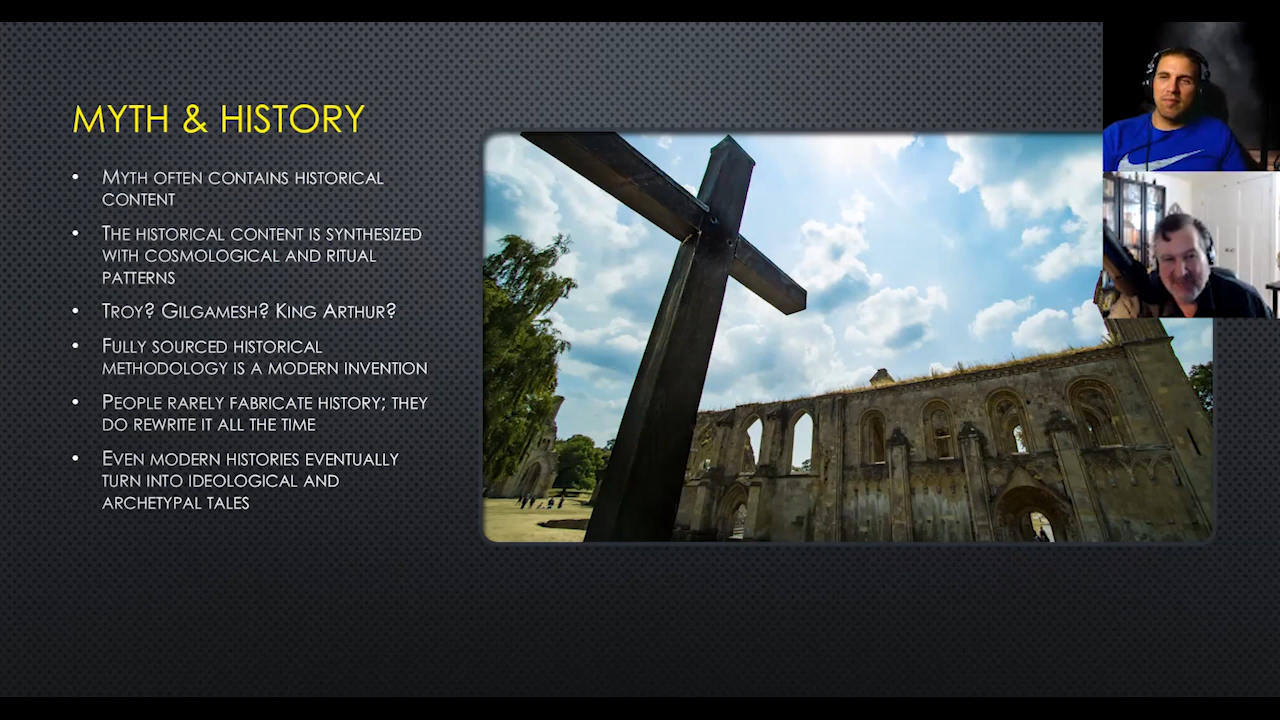 MYTH & HISTORY
• MYTH OFTEN CONTAINS HISTORICAL
CONTENT
• THE HISTORICAL CONTENT IS SYNTHESIZED
WITH COSMOLOGICAL AND RITUAL
PATTERNS
• TROY? GILGAMESH? KING ARTHUR?
• FULLY SOURCED HISTORICAL
METHODOLOGY IS A MODERN INVENTION
• PEOPLE RARELY FABRICATE HISTORY; THEY
DO REWRITE IT ALL THE TIME
• EVEN MODERN HISTORIES EVENTUALLY
TURN INTO IDEOLOGICAL AND
ARCHETYPAL TALES